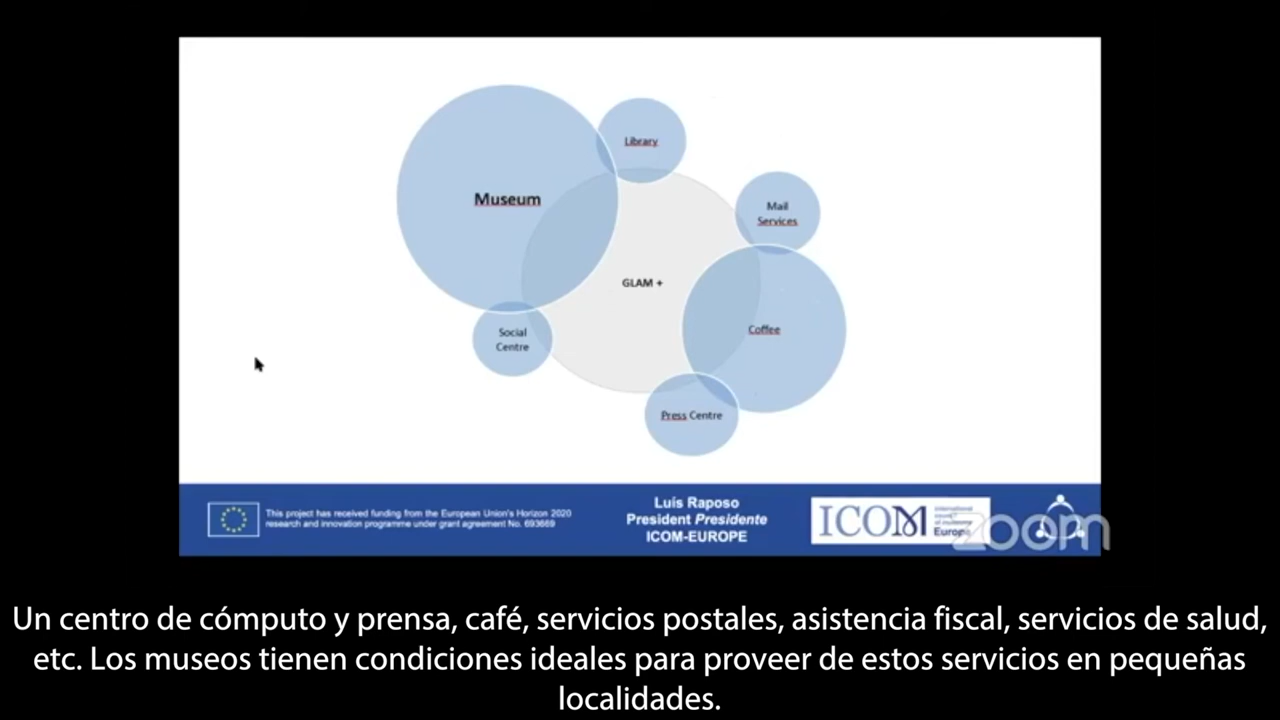 Library
Museum
Mail
Services
GLAM +
Social
Centre
Coffee
Press Centre
This project has received funding from the European Union's Horizon 2020
research and innovation programme under grant agreement No. 693669
Luis Raposo
President Presidente
ICOM-EUROPE
ICOM
international
of museums
Europe
zoom
Un centro de cómputo y prensa, café, servicios postales, asistencia fiscal, servicios de salud,
etc. Los museos tienen condiciones ideales para proveer de estos servicios en pequeñas
localidades.